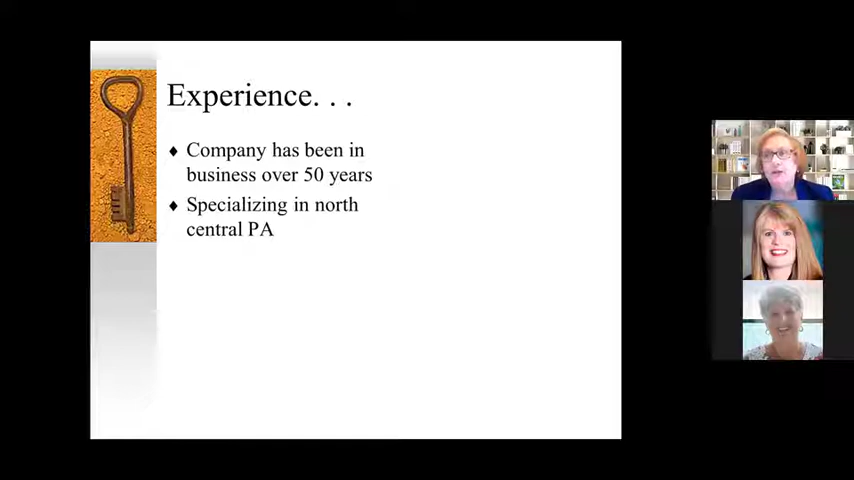 Experience. . .
♦ Company has been in
business over 50 years
♦ Specializing in north
central PA